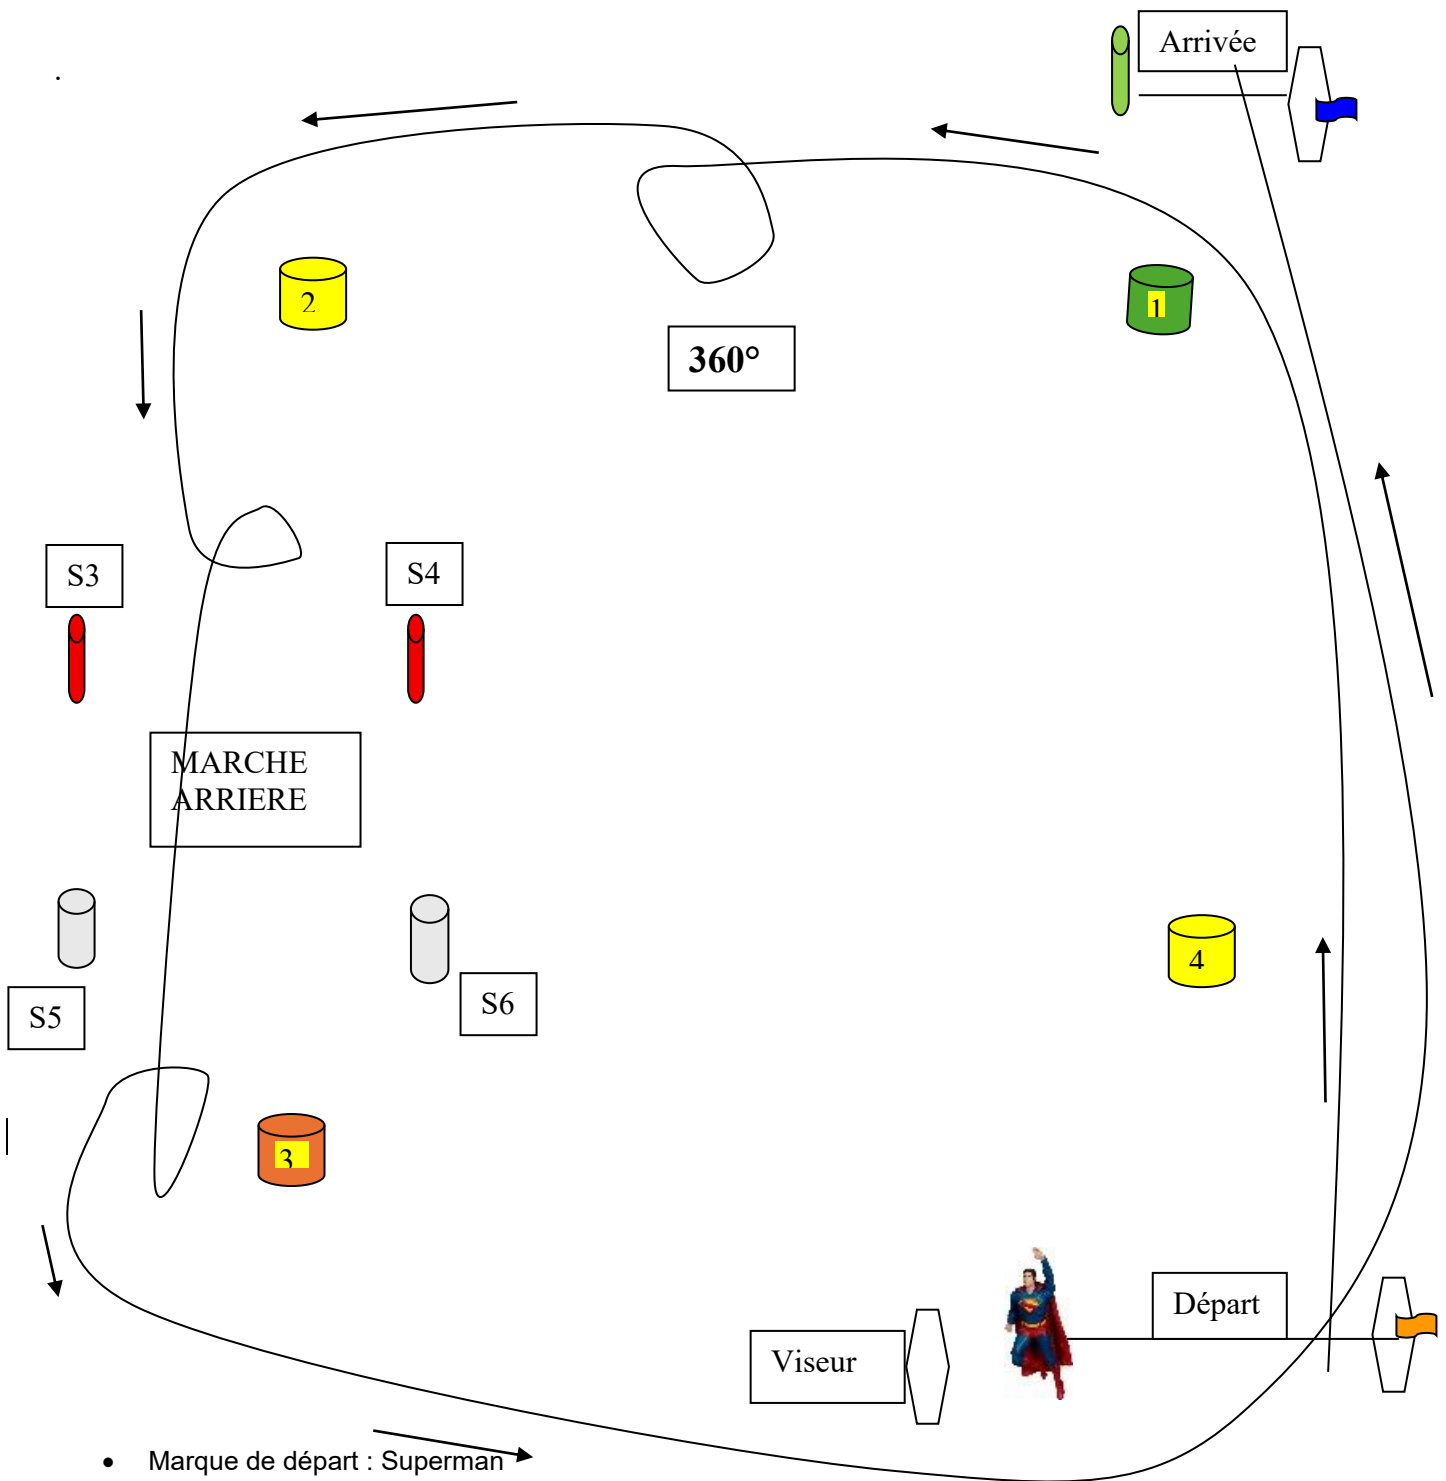 Arrivée
.
2
1
360°
S3
S4
MARCHE
ARRIERE
4
S5
S6
3
Départ
Viseur
• Marque de départ : Superman